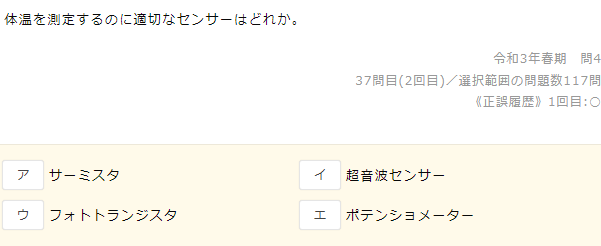 体温を測定するのに適切なセンサーはどれか。
令和3年春期　問4
37問目(2回目)／選択範囲の問題数117問
《正誤履歴》1回目:○
ア サーミスタ
イ 超音波センサー
ウ フォトトランジスタ
エ ポテンショメーター